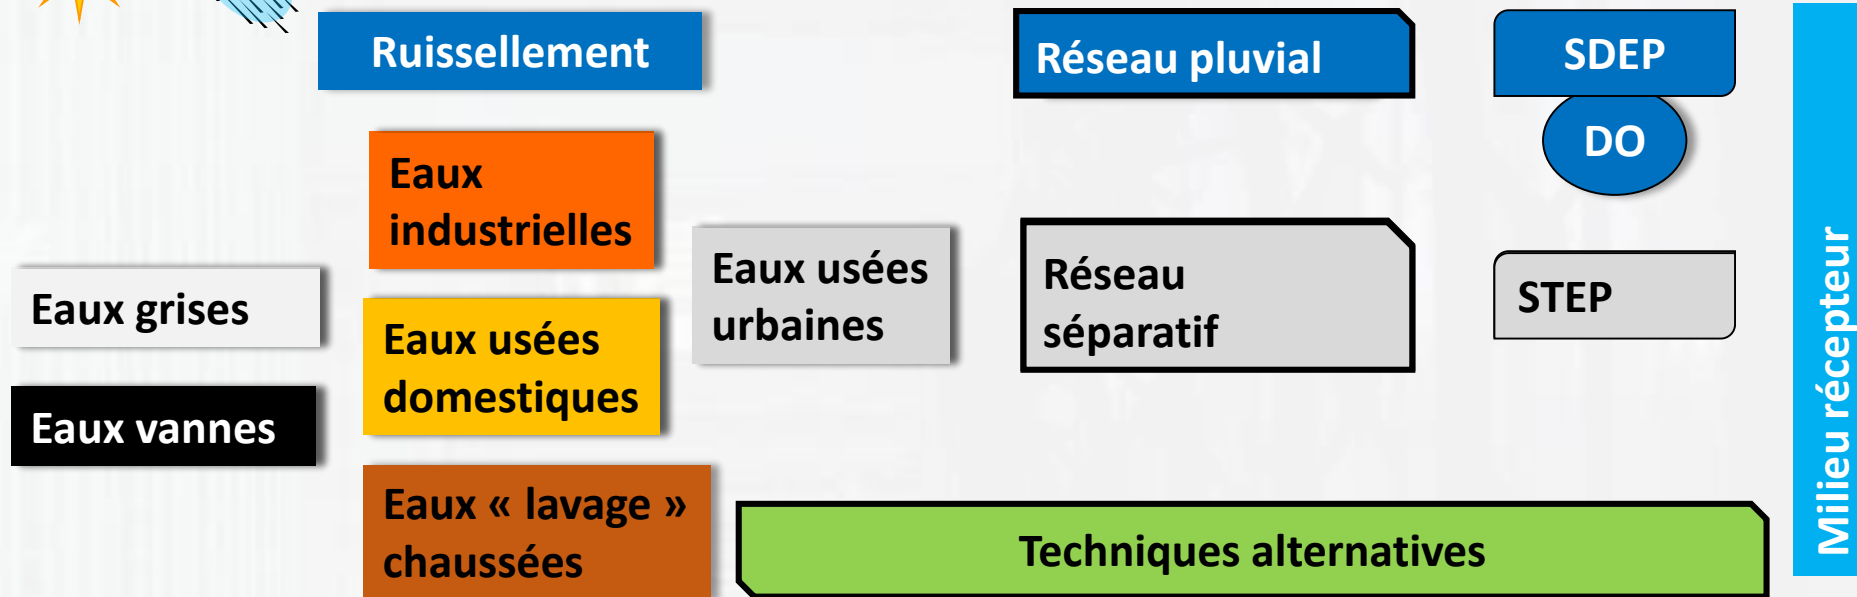 Ruissellement
Réseau pluvial
SDEP
DO
Eaux
industrielles
Eaux usées
urbaines
Réseau
séparatif
STEP
Eaux grises
Eaux usées
domestiques
Eaux vannes
Eaux « lavage »
chaussées
Techniques alternatives
Milieu récepteur